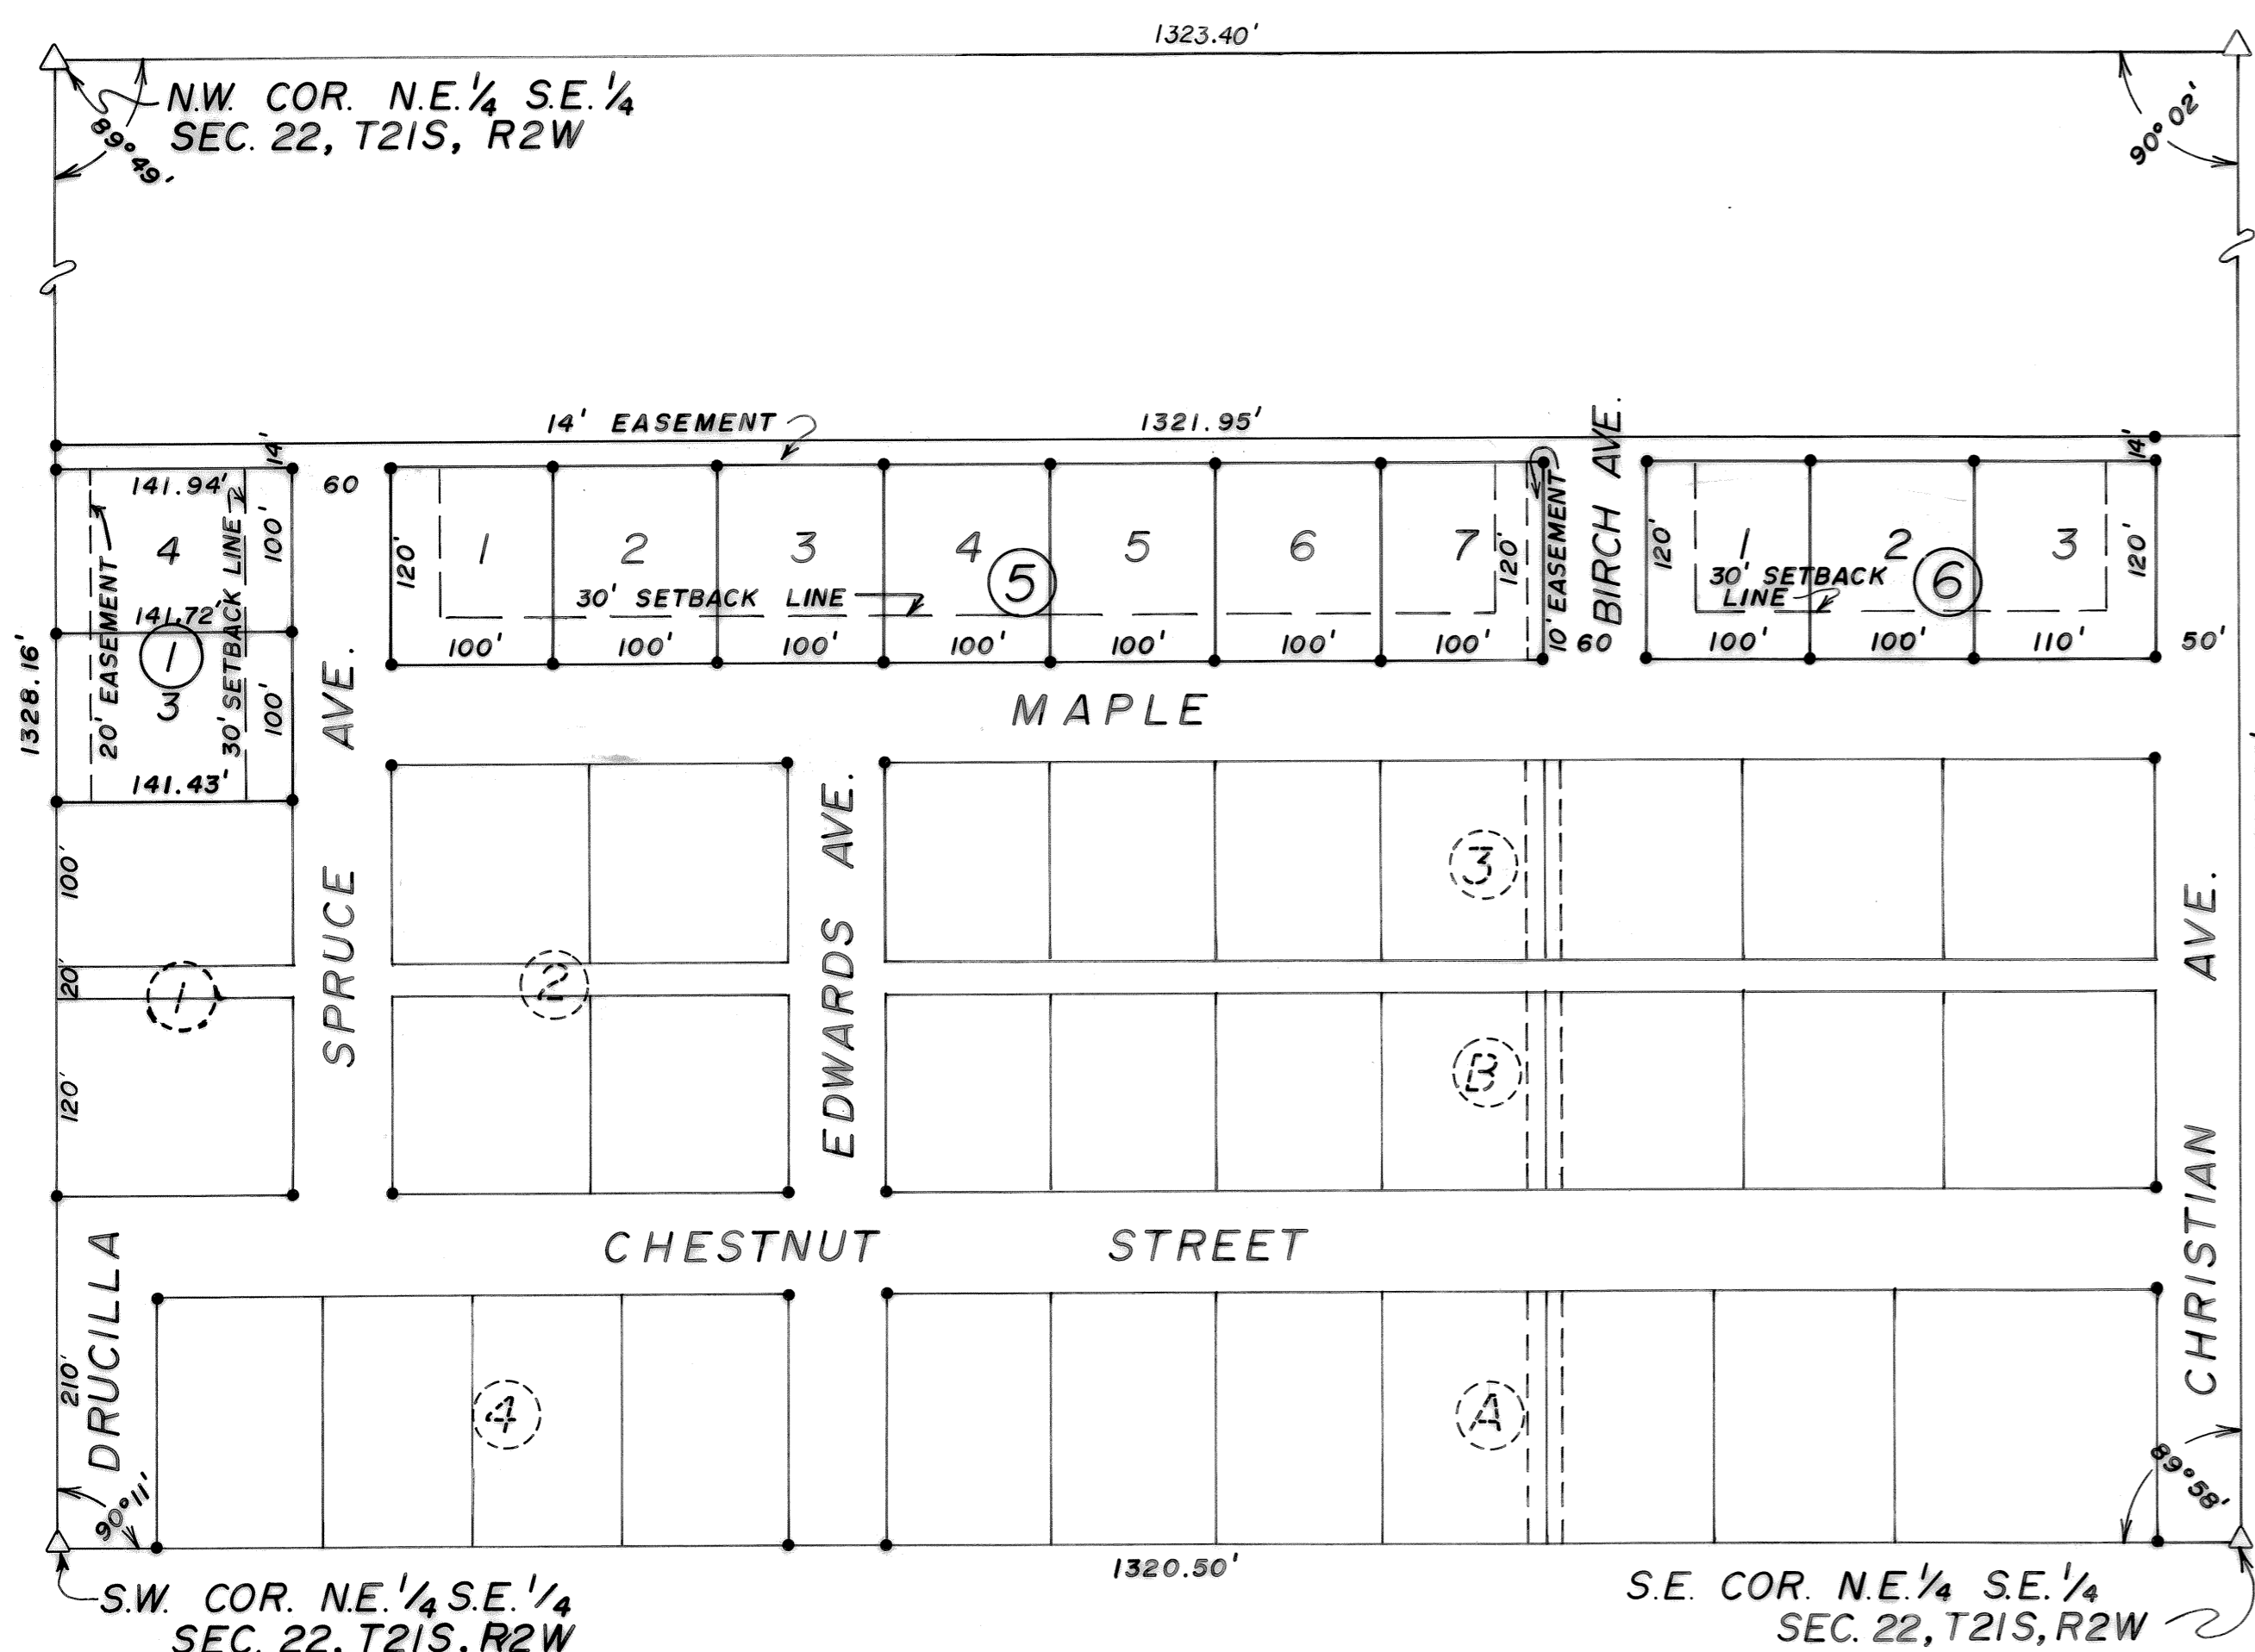 1323.40'
N.W. COR. N.E. 1/4 S.E. 1/4
SEC. 22, T21S, R2W
89° 49'
90° 02'
14' EASEMENT
1321.95'
14'
14'
141.94'
4
100'
60
120'
1
2
3
4
5
6
7
120'
10' EASEMENT
BIRCH AVE.
120'
1
2
3
120'
20' EASEMENT
30' SETBACK LINE
30' SETBACK LINE
5
30' SETBACK
LINE
6
141.72'
1
3
100'
141.43'
1328.16'
100'
100'
100'
100'
100'
100'
100'
60
100'
100'
110'
50'
MAPLE
SPRUCE AVE.
EDWARDS AVE.
CHRISTIAN AVE.
100'
20'
120'
1
2
3
B
CHESTNUT STREET
210'
DRUCILLA
4
A
90° 11'
89° 58'
1320.50'
S.W. COR. N.E. 1/4 S.E. 1/4
SEC. 22, T21S, R2W
S.E. COR. N.E. 1/4 S.E. 1/4
SEC. 22, T21S, R2W